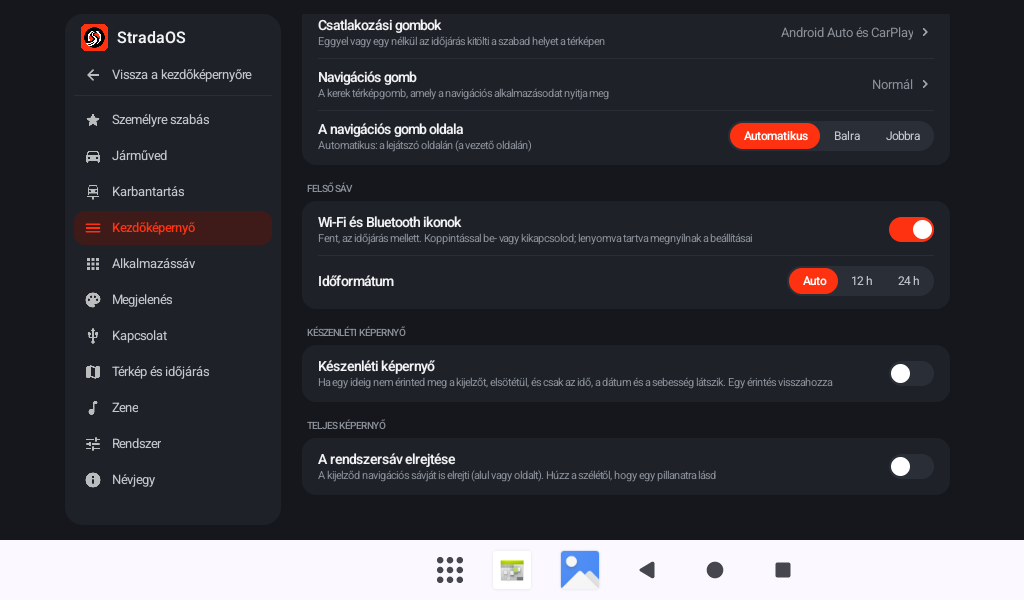 StradaOS
Vissza a kezdőképernyőre
Személyre szabás
Járműved
Karbantartás
Kezdőképernyő
Alkalmazássáv
Megjelenés
Kapcsolat
Térkép és időjárás
Zene
Rendszer
Névjegy
Csatlakozási gombok
Eggyel vagy egy nélkül az időjárás kitölti a szabad helyet a térképen
Android Auto és CarPlay
Navigációs gomb
A kerek térképgomb, amely a navigációs alkalmazásodat nyitja meg
Normál
A navigációs gomb oldala
Automatikus: a lejátszó oldalán (a vezető oldalán)
Automatikus Balra Jobbra
FELSŐ SÁV
Wi-Fi és Bluetooth ikonok
Fent, az időjárás mellett. Koppintással be- vagy kikapcsolod; lenyomva tartva megnyílnak a beállításai
Időformátum
Auto 12 h 24 h
KÉSZENLÉTI KÉPERNYŐ
Készenléti képernyő
Ha egy ideig nem érinted meg a kijelzőt, elsötétül, és csak az idő, a dátum és a sebesség látszik. Egy érintés visszahozza
TELJES KÉPERNYŐ
A rendszersáv elrejtése
A kijelződ navigációs sávját is elrejti (alul vagy oldalt). Húzz a szélétől, hogy egy pillanatra lásd